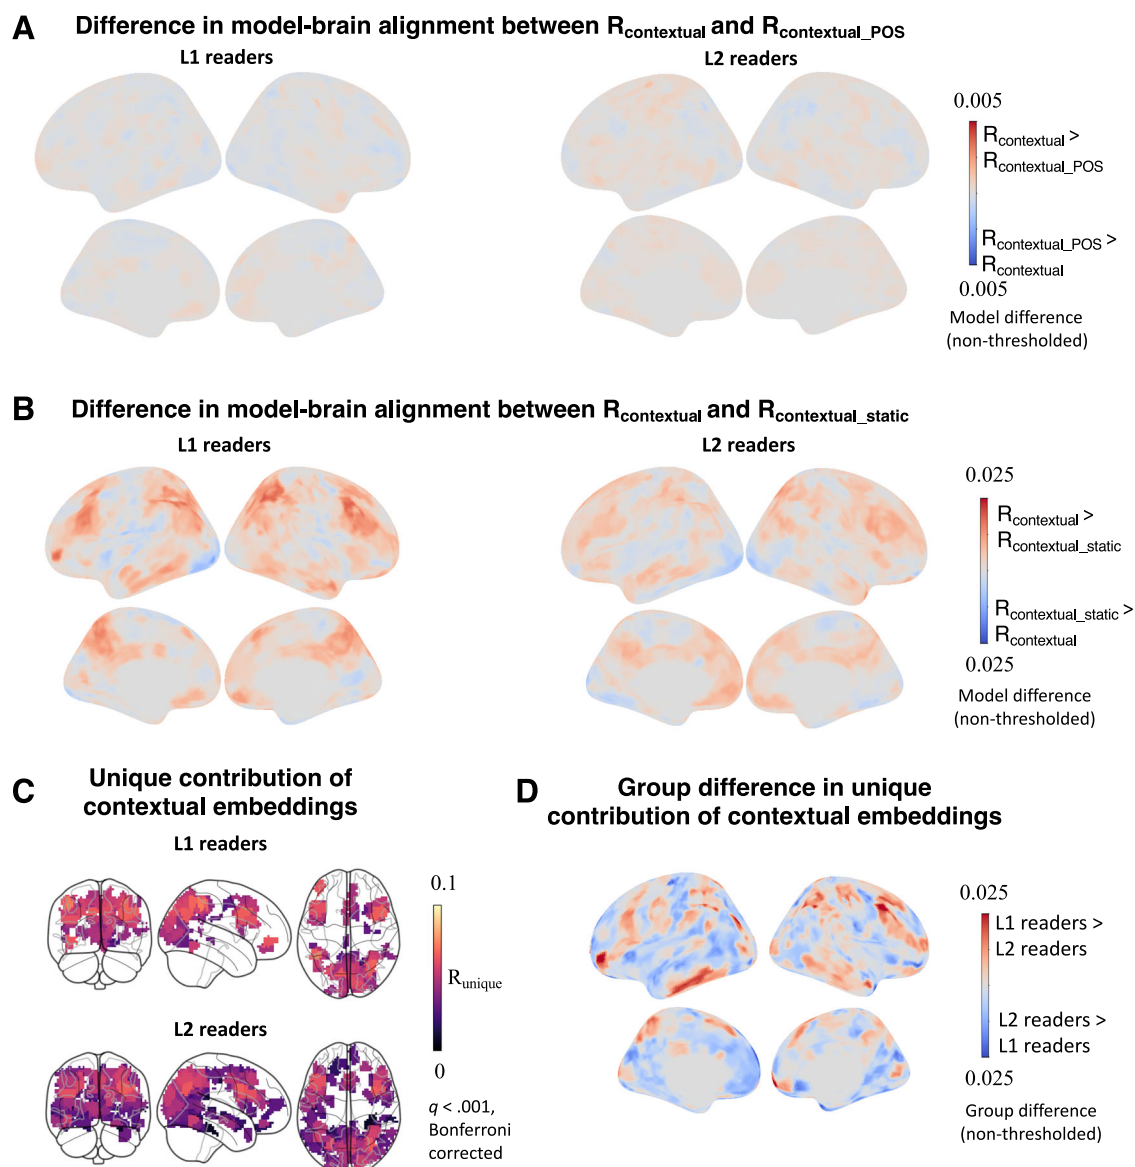 A Difference in model-brain alignment between Rcontextual and Rcontextual_POS
L1 readers
L2 readers
0.005
Rcontextual >
Rcontextual_POS
Rcontextual_POS >
Rcontextual
0.005
Model difference
(non-thresholded)
B Difference in model-brain alignment between Rcontextual and Rcontextual_static
L1 readers
L2 readers
0.025
Rcontextual >
Rcontextual_static
Rcontextual_static >
Rcontextual
0.025
Model difference
(non-thresholded)
C Unique contribution of
contextual embeddings
L1 readers
0.1
Runique
L2 readers
0
q < .001,
Bonferroni
corrected
D Group difference in unique
contribution of contextual embeddings
0.025
L1 readers >
L2 readers
L2 readers >
L1 readers
0.025
Group difference
(non-thresholded)